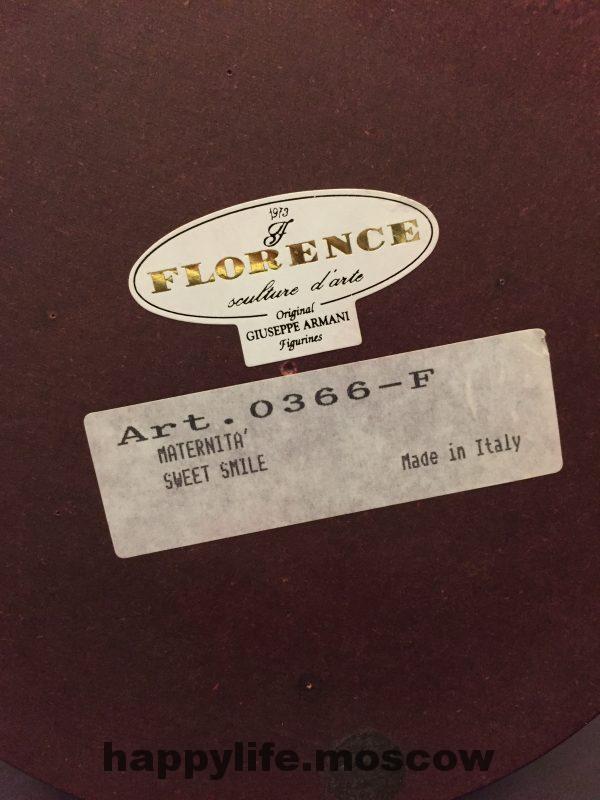 1973
FLORENCE
sculture d'arte
Original
GIUSEPPE ARMANI
Figurines
Art.0366-F
MATERNITA'
SWEET SMILE
Made in Italy
happylife.moscow